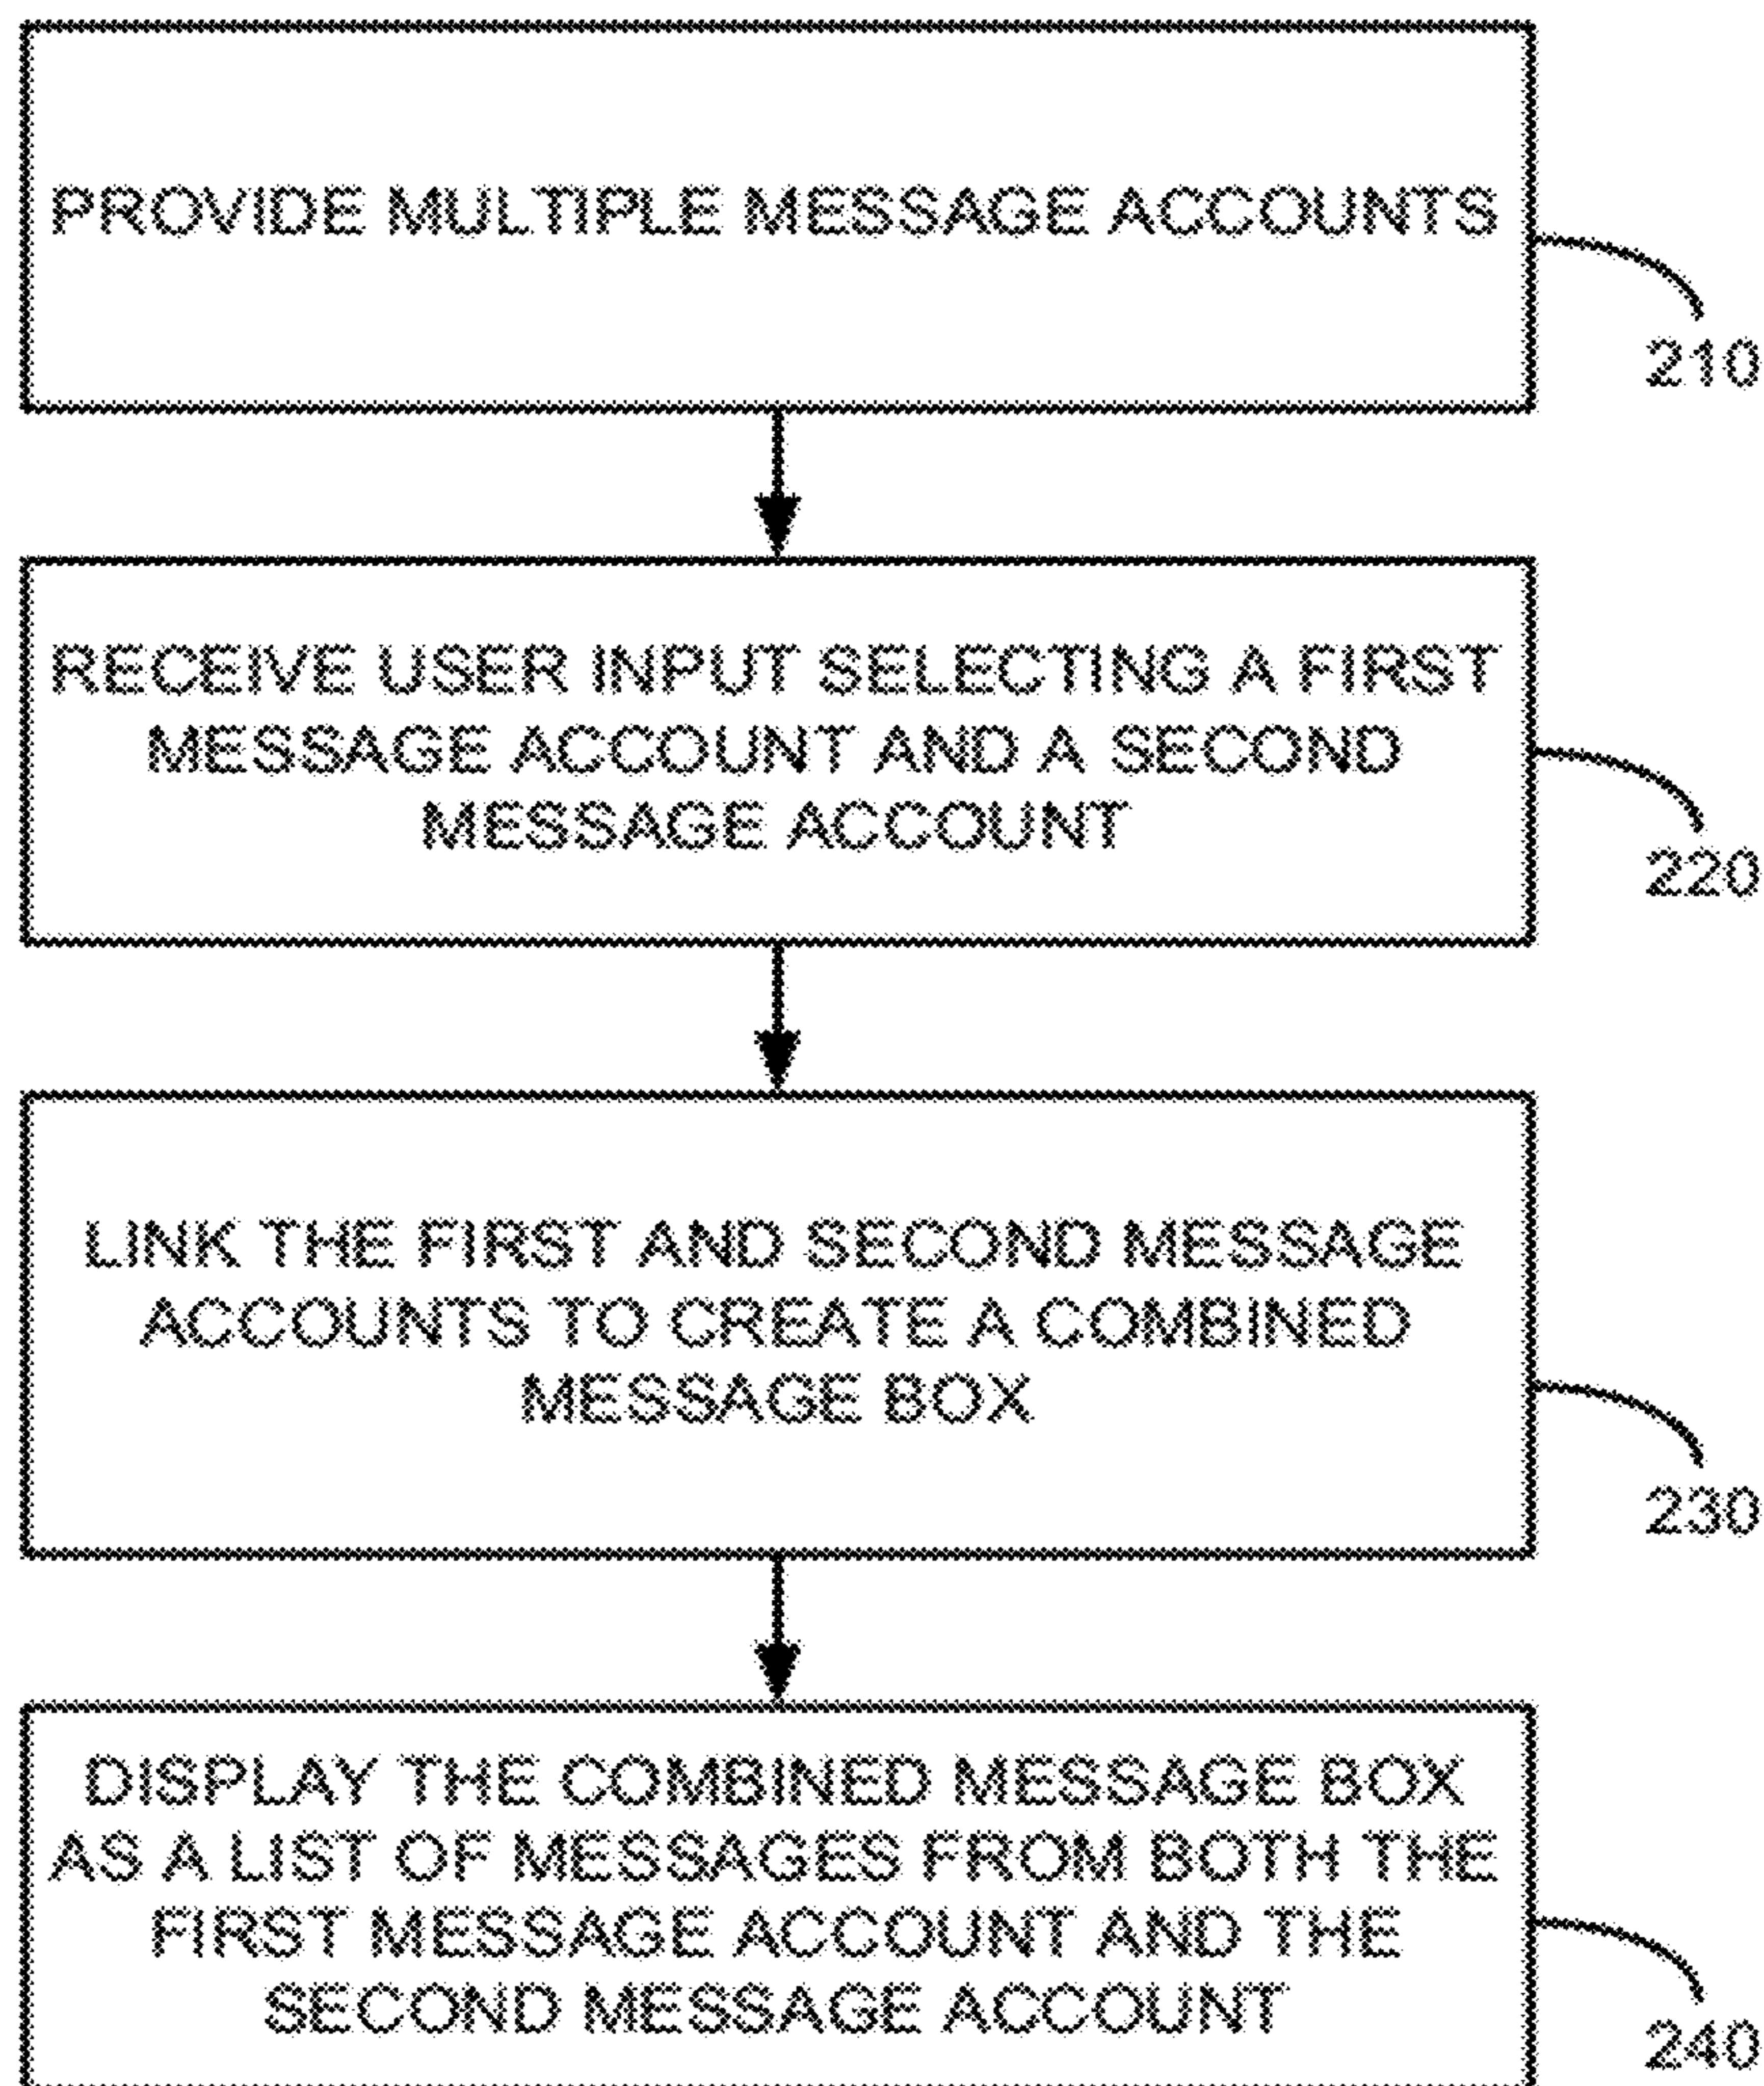 PROVIDE MULTIPLE MESSAGE ACCOUNTS
210
RECEIVE USER INPUT SELECTING A FIRST
MESSAGE ACCOUNT AND A SECOND
MESSAGE ACCOUNT
220
LINK THE FIRST AND SECOND MESSAGE
ACCOUNTS TO CREATE A COMBINED
MESSAGE BOX
230
DISPLAY THE COMBINED MESSAGE BOX
AS A LIST OF MESSAGES FROM BOTH THE
FIRST MESSAGE ACCOUNT AND THE
SECOND MESSAGE ACCOUNT
240